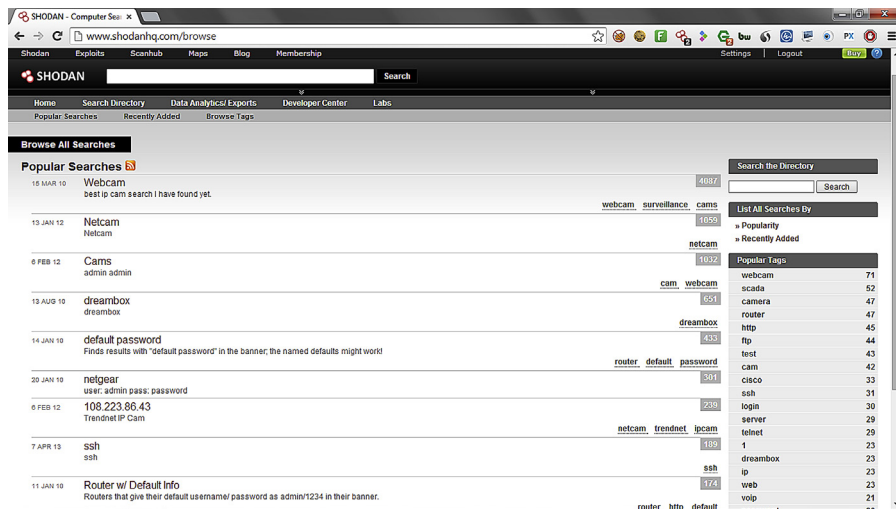 SHODAN - Computer Sear
www.shodanhq.com/browse
Shodan Exploits Scanhub Maps Blog Membership Settings Logout Buy
SHODAN Search
Home Search Directory Data Analytics/ Exports Developer Center Labs
Popular Searches Recently Added Browse Tags
Browse All Searches
Popular Searches
15 MAR 10 Webcam 4087
best ip cam search I have found yet.
webcam surveillance cams
13 JAN 12 Netcam 1059
Netcam
netcam
6 FEB 12 Cams 1032
admin admin
cam webcam
13 AUG 10 dreambox 651
dreambox
dreambox
14 JAN 10 default password 433
Finds results with "default password" in the banner; the named defaults might work!
router default password
20 JAN 10 netgear 301
user: admin pass: password
6 FEB 12 108.223.86.43 239
Trendnet IP Cam
netcam trendnet ipcam
7 APR 13 ssh 189
ssh
ssh
11 JAN 10 Router w/ Default Info 174
Routers that give their default username/ password as admin/1234 in their banner.
router http default
Search the Directory
Search
List All Searches By
» Popularity
» Recently Added
Popular Tags
webcam 71
scada 52
camera 47
router 47
http 45
ftp 44
test 43
cam 42
cisco 33
ssh 31
login 30
server 29
telnet 29
1 23
dreambox 23
ip 23
web 23
voip 21